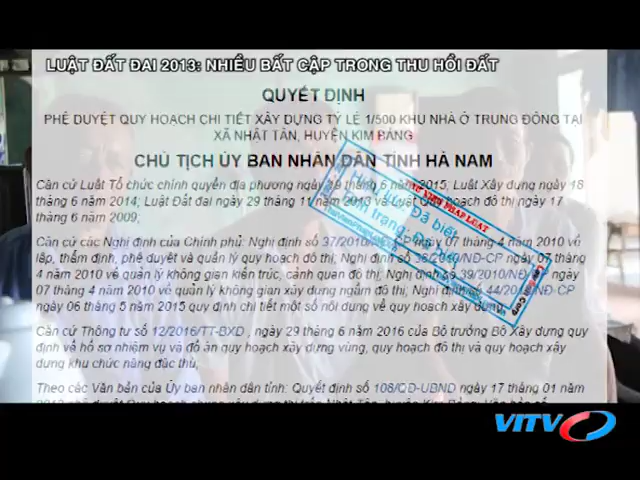 LUẬT ĐẤT ĐAI 2013: NHIỀU BẤT CẬP TRONG THU HỒI ĐẤT
QUYẾT ĐỊNH
PHÊ DUYỆT QUY HOẠCH CHI TIẾT XÂY DỰNG TỶ LỆ 1/500 KHU NHÀ Ở TRUNG ĐÔNG TẠI
XÃ NHẬT TÂN, HUYỆN KIM BẢNG
CHỦ TỊCH ỦY BAN NHÂN DÂN TỈNH HÀ NAM
Căn cứ Luật Tổ chức chính quyền địa phương ngày 19 tháng 6 năm 2015; Luật Xây dựng ngày 18
tháng 6 năm 2014; Luật Đất đai ngày 29 tháng 11 năm 2013 và Luật Quy hoạch đô thị ngày 17
tháng 6 năm 2009;
Căn cứ các Nghị định của Chính phủ: Nghị định số 37/2010/NĐ-CP ngày 07 tháng 4 năm 2010 về
lập, thẩm định, phê duyệt và quản lý quy hoạch đô thị; Nghị định số 38/2010/NĐ-CP ngày 07 tháng
4 năm 2010 về quản lý không gian kiến trúc, cảnh quan đô thị; Nghị định số 39/2010/NĐ-CP ngày
07 tháng 4 năm 2010 về quản lý không gian xây dựng ngầm đô thị; Nghị định số 44/2015/NĐ-CP
ngày 06 tháng 5 năm 2015 quy định chi tiết một số nội dung về quy hoạch xây dựng;
Căn cứ Thông tư số 12/2016/TT-BXD , ngày 29 tháng 6 năm 2016 của Bộ trưởng Bộ Xây dựng quy
định về hồ sơ nhiệm vụ và đồ án quy hoạch xây dựng vùng, quy hoạch đô thị và quy hoạch xây dựng
khu chức năng đặc thù;
Theo các Văn bản của Ủy ban nhân dân tỉnh: Quyết định số 108/QĐ-UBND ngày 17 tháng 01 năm
THƯ VIỆN PHÁP LUẬT
Hiệu lực: Đã biết
Tình trạng: Đã
VITV